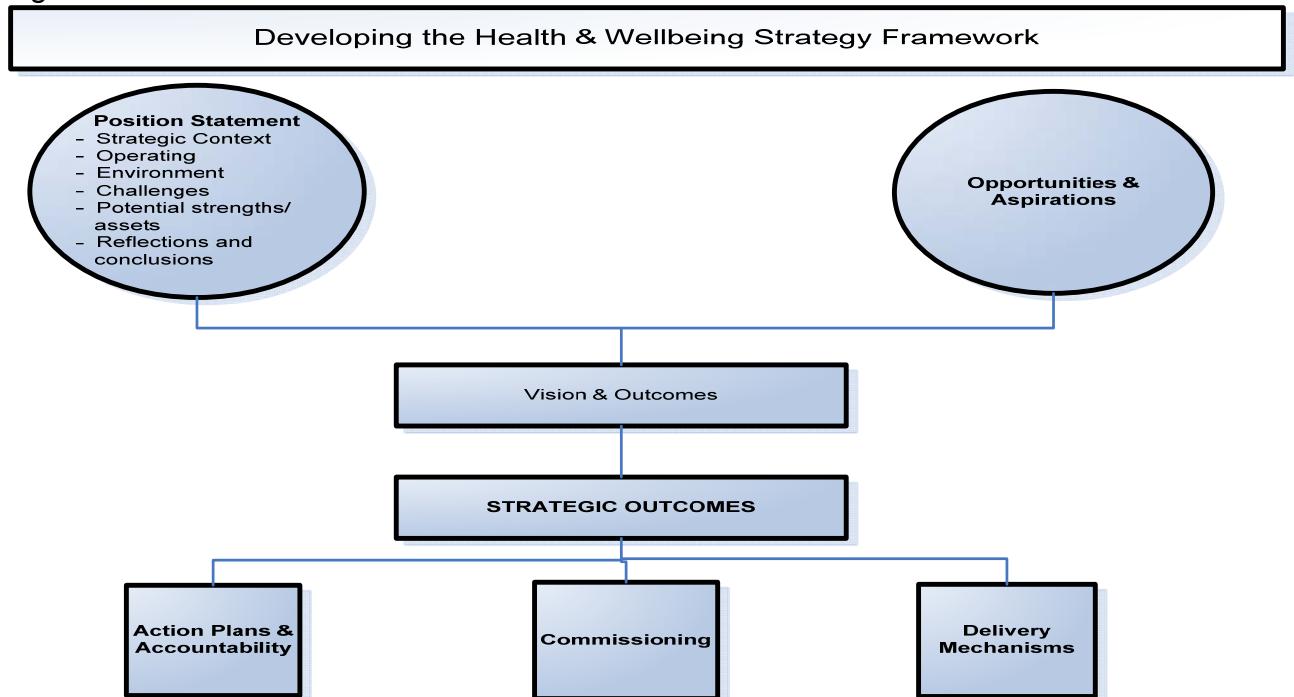 Developing the Health & Wellbeing Strategy Framework
Position Statement
- Strategic Context
- Operating
- Environment
- Challenges
- Potential strengths/
assets
- Reflections and
conclusions
Opportunities &
Aspirations
Vision & Outcomes
STRATEGIC OUTCOMES
Action Plans &
Accountability
Commissioning
Delivery
Mechanisms